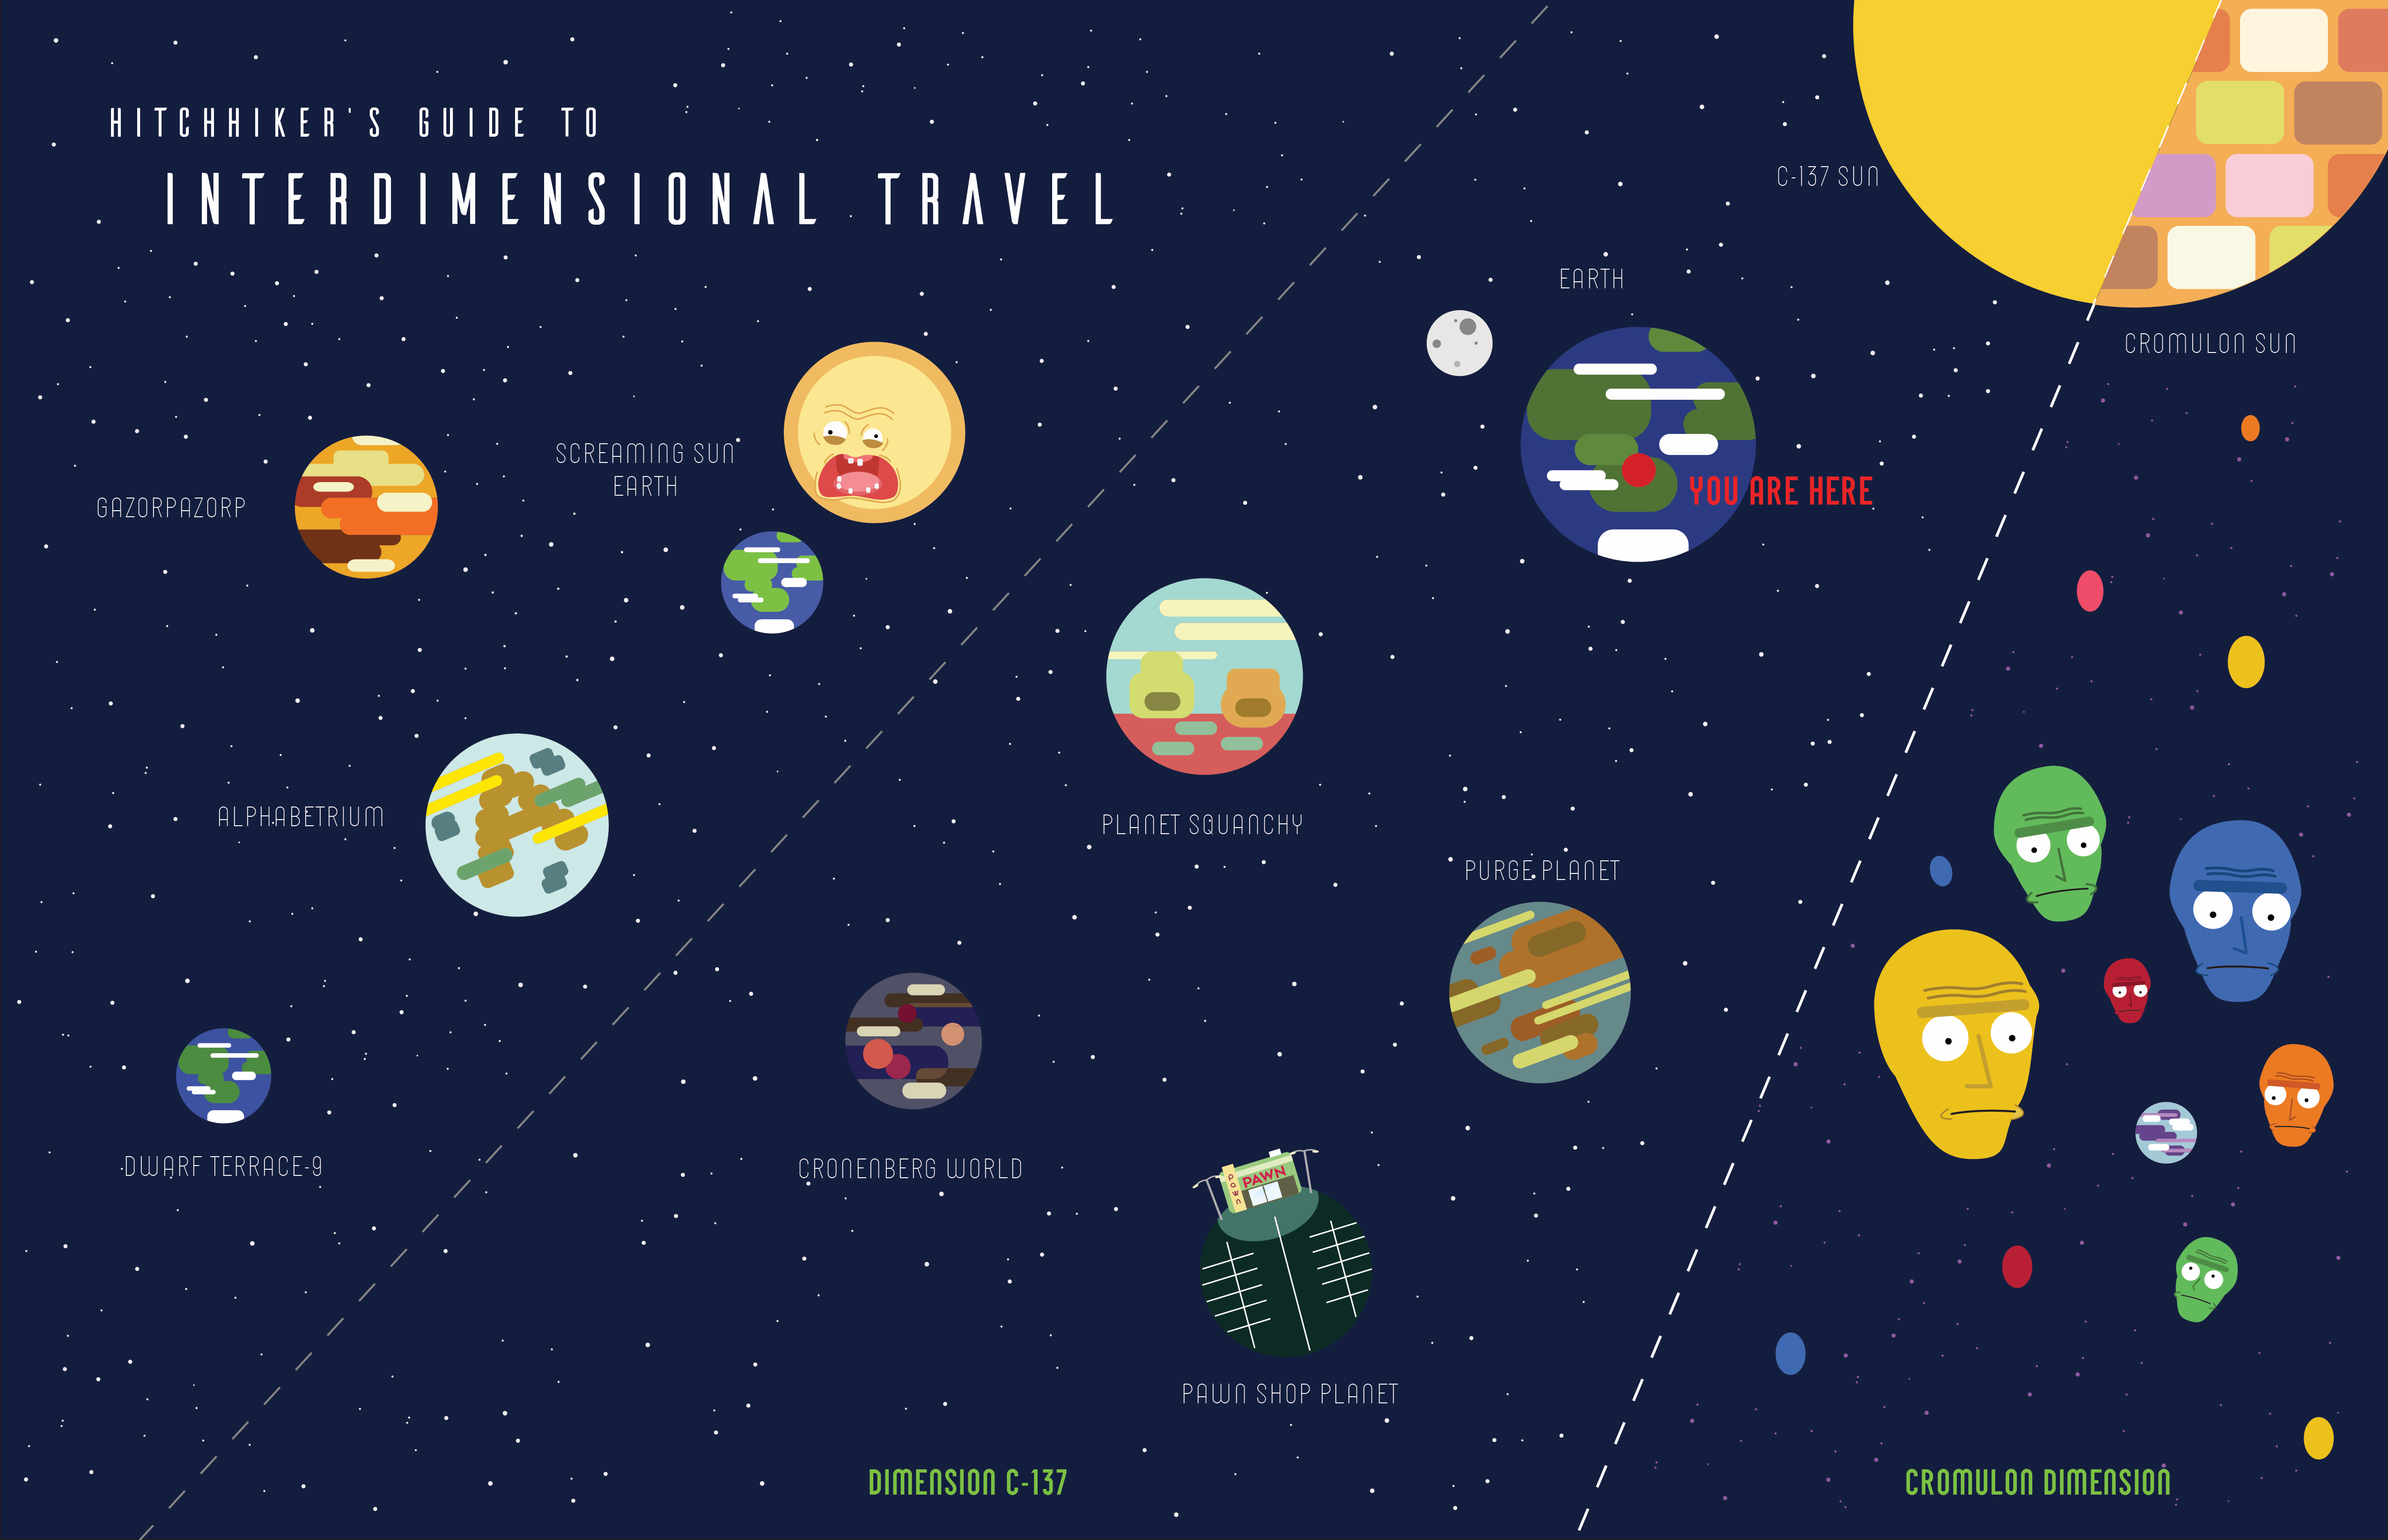 HITCHHIKER'S GUIDE TO
INTERDIMENSIONAL TRAVEL
C-137 SUN
EARTH
CROMULON SUN
SCREAMING SUN
EARTH
YOU ARE HERE
GAZORPAZORP
ALPHABETRIUM
PLANET SQUANCHY
PURGE PLANET
DWARF TERRACE-9
CRONENBERG WORLD
PAWN
PAWN
PAWN SHOP PLANET
DIMENSION C-137
CROMULON DIMENSION